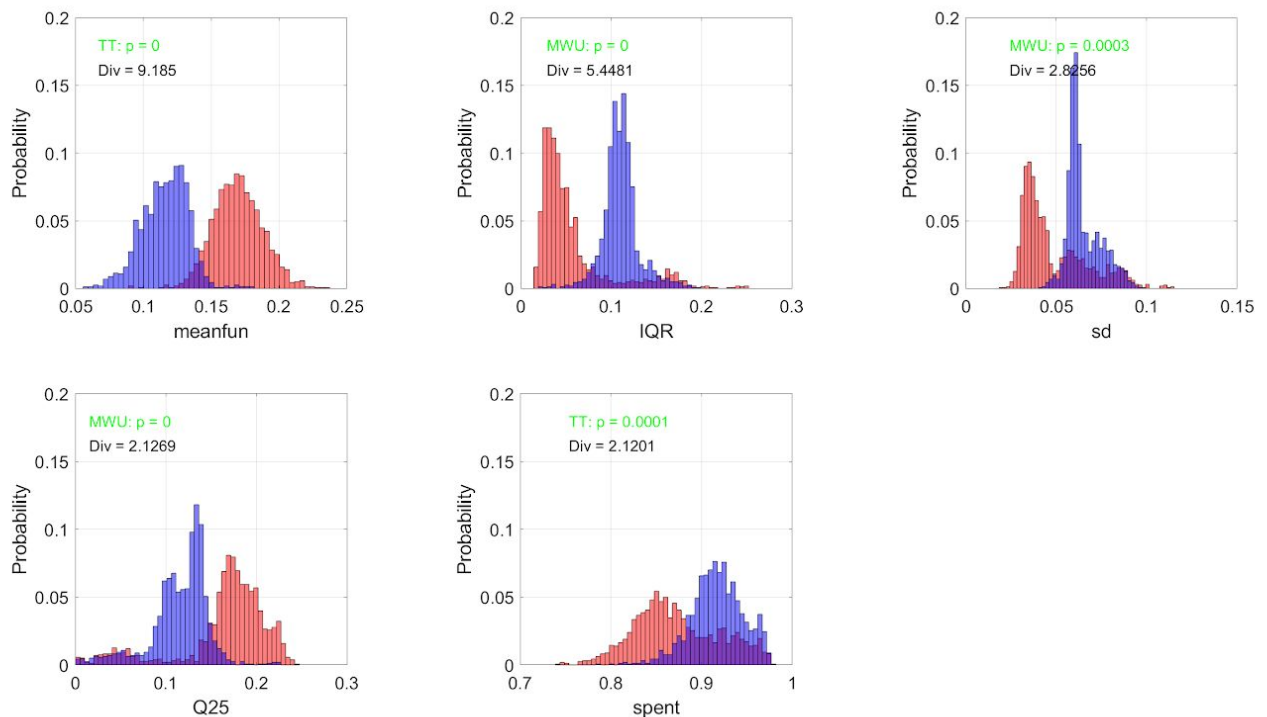 0.2
TT: p = 0
Div = 9.185
0.15
Probability
0.1
0.05
0
0.05
0.1
0.15
0.2
0.25
meanfun
0.2
MWU: p = 0
Div = 5.4481
0.15
Probability
0.1
0.05
0
0
0.1
0.2
0.3
IQR
0.2
MWU: p = 0.0003
Div = 2.8256
0.15
Probability
0.1
0.05
0
0
0.05
0.1
0.15
sd
0.2
MWU: p = 0
Div = 2.1269
0.15
Probability
0.1
0.05
0
0
0.1
0.2
0.3
Q25
0.2
TT: p = 0.0001
Div = 2.1201
0.15
Probability
0.1
0.05
0
0.7
0.8
0.9
1
spent